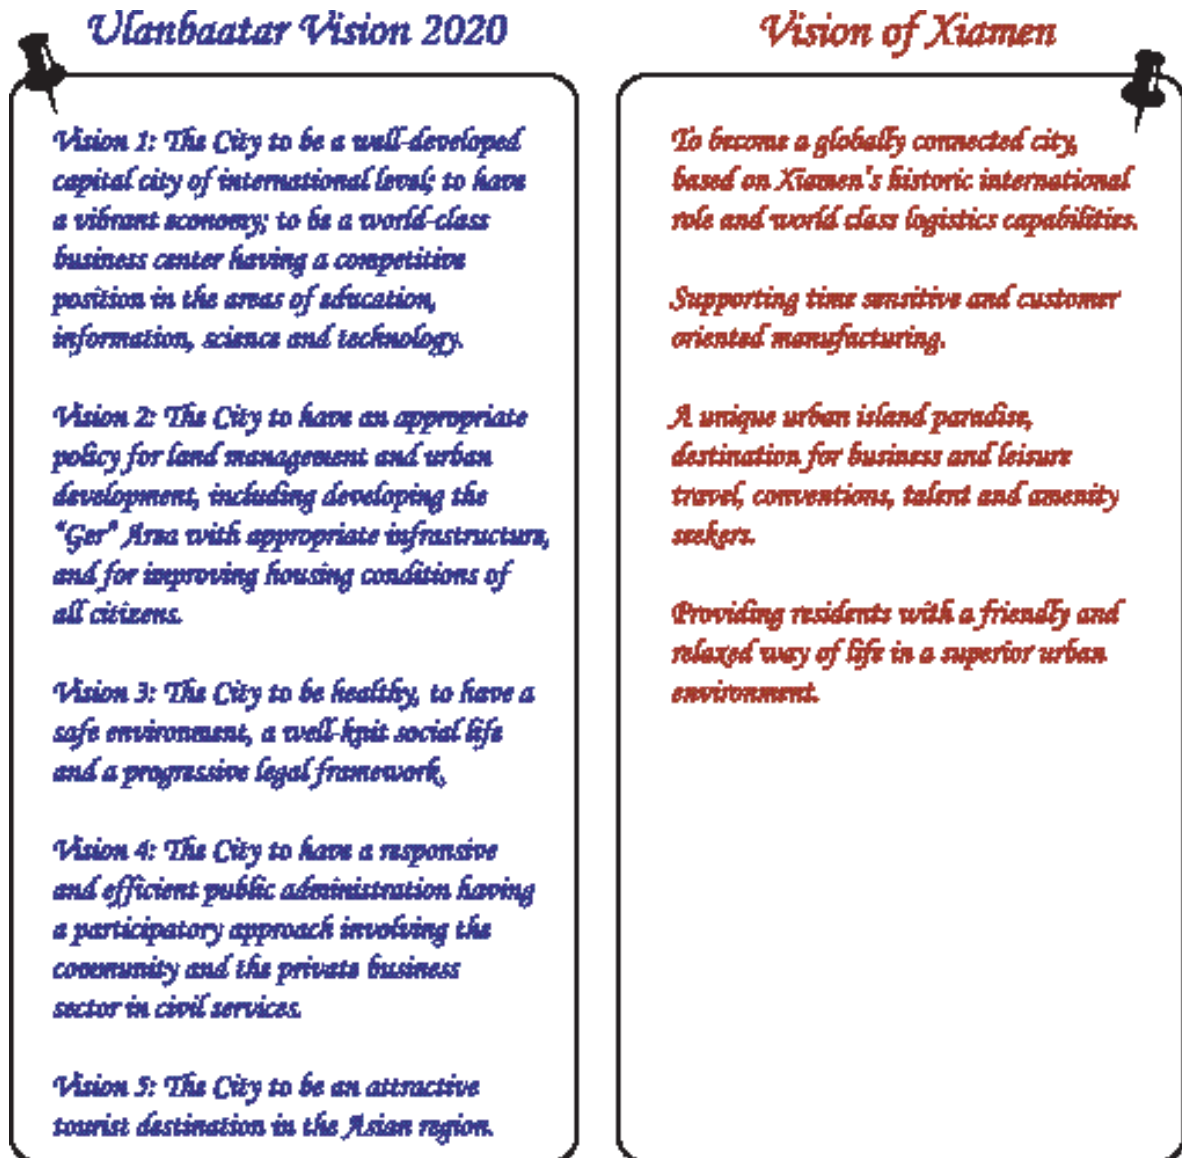 Ulanbaatar Vision 2020
Vision 1: The City to be a well-developed
capital city of international level; to have
a vibrant economy; to be a world-class
business center having a competitive
position in the areas of education,
information, science and technology.
Vision 2: The City to have an appropriate
policy for land management and urban
development, including developing the
“Ger” Area with appropriate infrastructure,
and for improving housing conditions of
all citizens.
Vision 3: The City to be healthy, to have a
safe environment, a well-knit social life
and a progressive legal framework.
Vision 4: The City to have a responsive
and efficient public administration having
a participatory approach involving the
community and the private business
sector in civil services.
Vision 5: The City to be an attractive
tourist destination in the Asian region.
Vision of Xiamen
To become a globally connected city,
based on Xiamen's historic international
role and world class logistics capabilities.
Supporting time sensitive and customer
oriented manufacturing.
A unique urban island paradise,
destination for business and leisure
travel, conventions, talent and amenity
seekers.
Providing residents with a friendly and
relaxed way of life in a superior urban
environment.